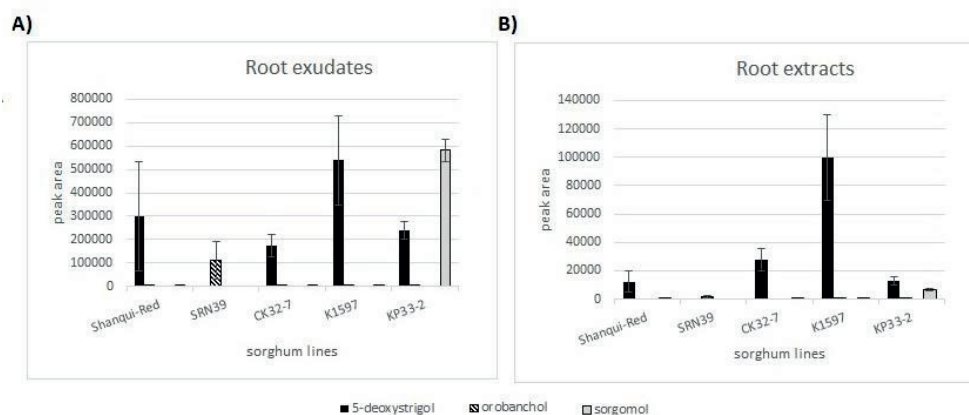 A)
Root exudates
800000
700000
600000
500000
400000
300000
200000
100000
0
peak area
Shanqui-Red
SRN39
CK32-7
K1597
KP33-2
sorghum lines
B)
Root extracts
140000
120000
100000
80000
60000
40000
20000
0
peak area
Shanqui-Red
SRN39
CK32-7
K1597
KP33-2
sorghum lines
5-deoxystrigol orobanchol sorgomol